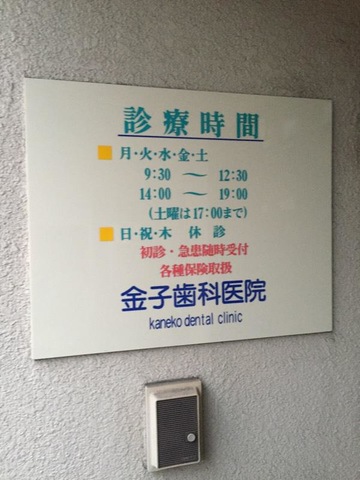 診療時間
月・火・水・金・土
9:30 ～ 12:30
14:00 ～ 19:00
(土曜は17:00まで)
日・祝・木 休診
初診・急患随時受付
各種保険取扱
金子歯科医院
kaneko dental clinic